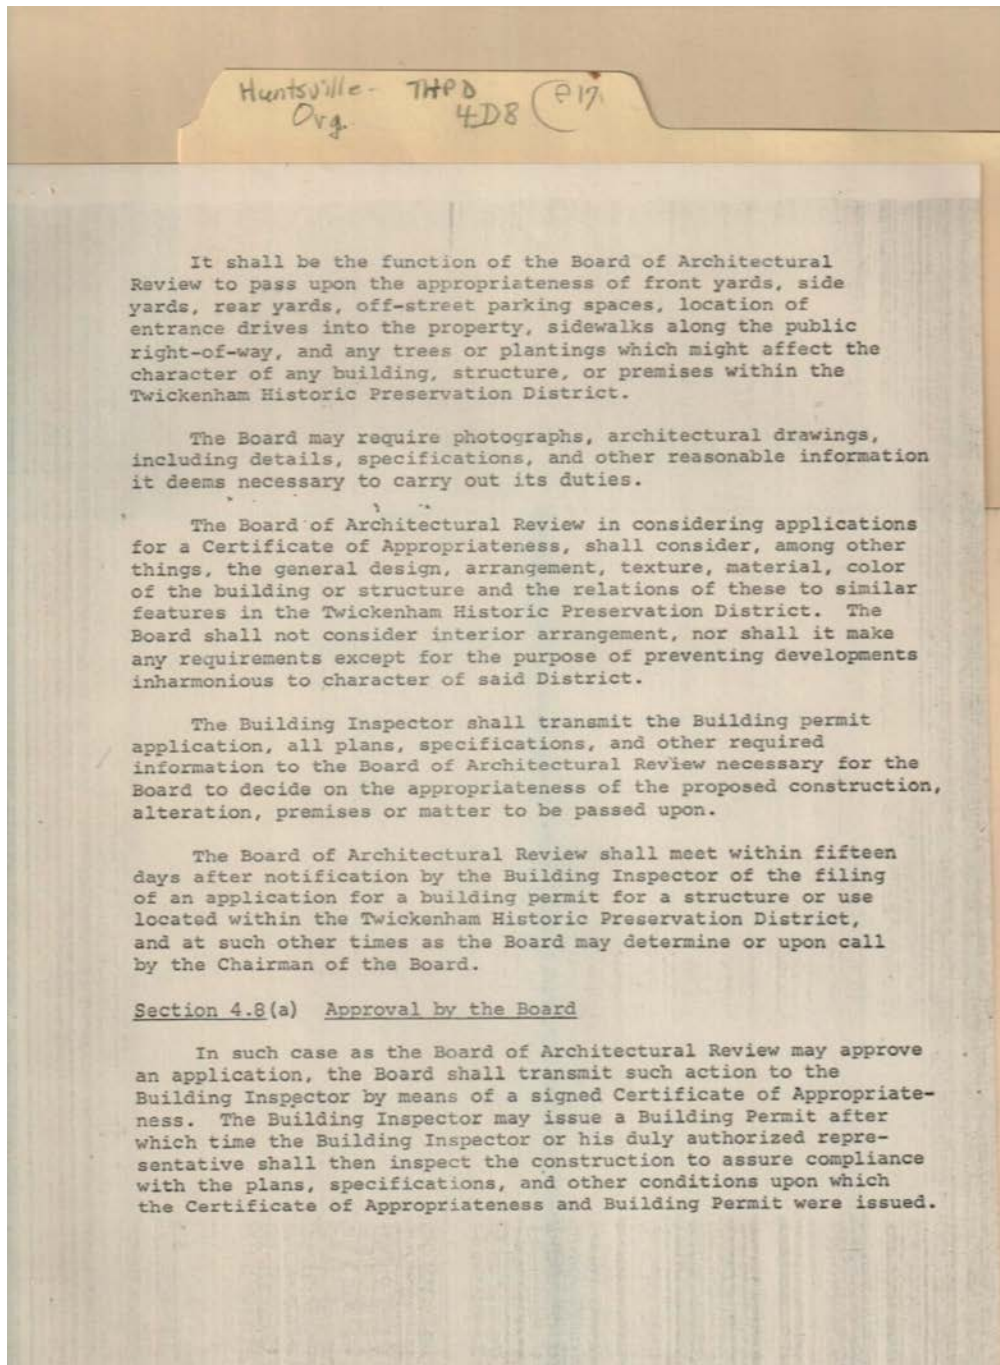 Huntsville- THPD
Org. 4D8 P17
It shall be the function of the Board of Architectural
Review to pass upon the appropriateness of front yards, side
yards, rear yards, off-street parking spaces, location of
entrance drives into the property, sidewalks along the public
right-of-way, and any trees or plantings which might affect the
character of any building, structure, or premises within the
Twickenham Historic Preservation District.
The Board may require photographs, architectural drawings,
including details, specifications, and other reasonable information
it deems necessary to carry out its duties.
The Board of Architectural Review in considering applications
for a Certificate of Appropriateness, shall consider, among other
things, the general design, arrangement, texture, material, color
of the building or structure and the relations of these to similar
features in the Twickenham Historic Preservation District. The
Board shall not consider interior arrangement, nor shall it make
any requirements except for the purpose of preventing developments
inharmonious to character of said District.
The Building Inspector shall transmit the Building permit
application, all plans, specifications, and other required
information to the Board of Architectural Review necessary for the
Board to decide on the appropriateness of the proposed construction,
alteration, premises or matter to be passed upon.
The Board of Architectural Review shall meet within fifteen
days after notification by the Building Inspector of the filing
of an application for a building permit for a structure or use
located within the Twickenham Historic Preservation District,
and at such other times as the Board may determine or upon call
by the Chairman of the Board.
Section 4.8(a) Approval by the Board
In such case as the Board of Architectural Review may approve
an application, the Board shall transmit such action to the
Building Inspector by means of a signed Certificate of Appropriate-
ness. The Building Inspector may issue a Building Permit after
which time the Building Inspector or his duly authorized repre-
sentative shall then inspect the construction to assure compliance
with the plans, specifications, and other conditions upon which
the Certificate of Appropriateness and Building Permit were issued.